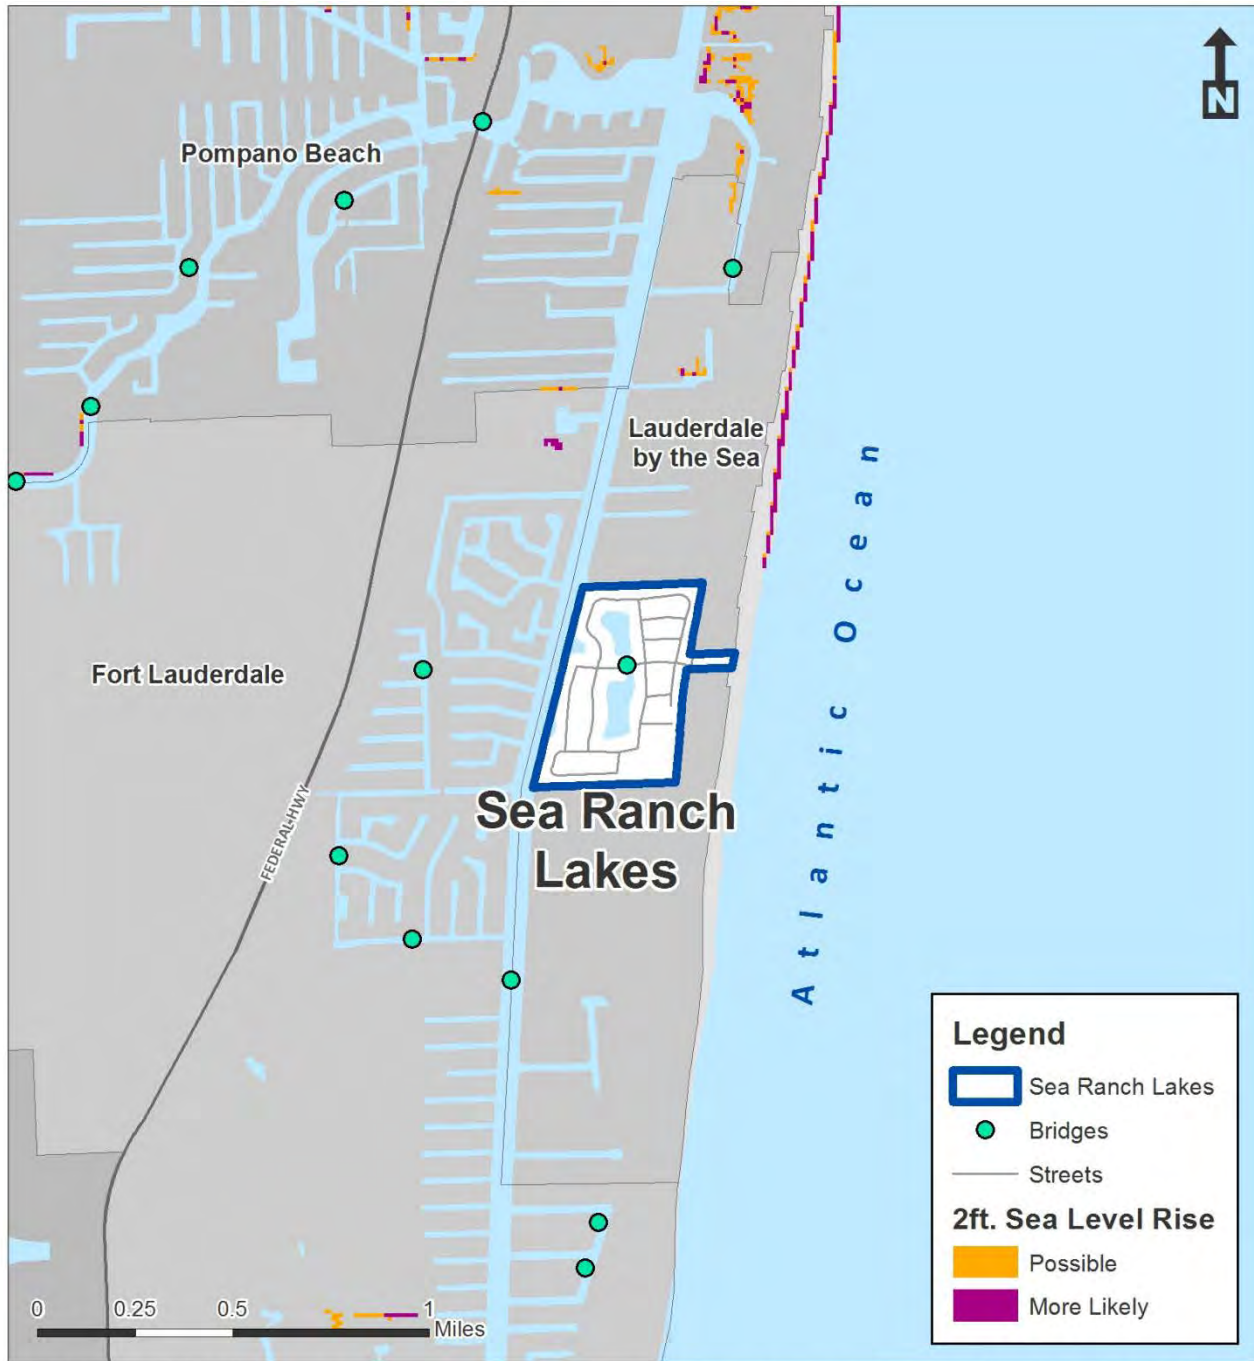 N
Pompano Beach
Lauderdale
by the Sea
Atlantic Ocean
Fort Lauderdale
FEDERAL HWY
Sea Ranch
Lakes
Legend
Sea Ranch Lakes
Bridges
Streets
2ft. Sea Level Rise
Possible
More Likely
0 0.25 0.5 1
Miles